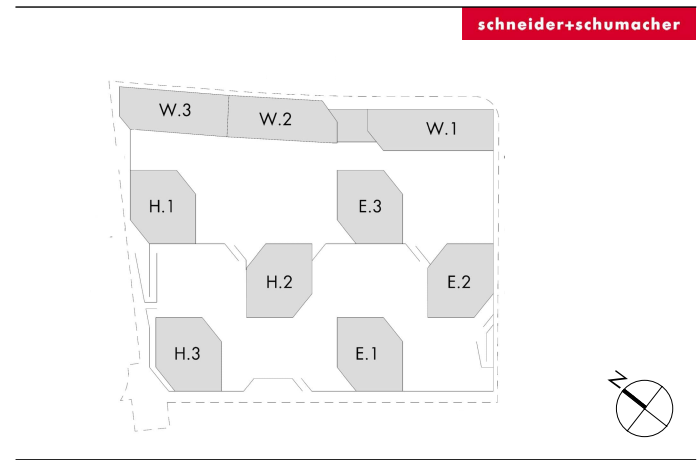 schneider+schumacher
W.3
W.2
W.1
H.1
E.3
H.2
E.2
H.3
E.1
N